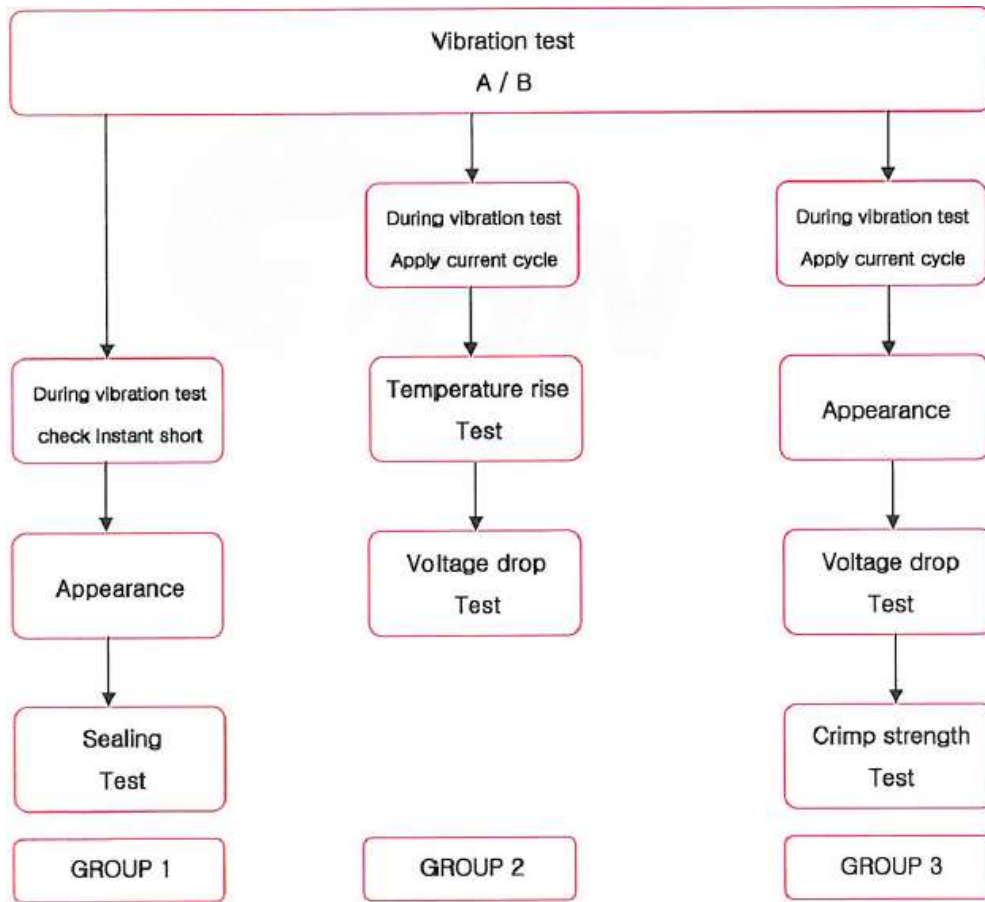 Vibration test
A / B
During vibration test
check instant short
Appearance
Sealing
Test
GROUP 1
During vibration test
Apply current cycle
Temperature rise
Test
Voltage drop
Test
GROUP 2
During vibration test
Apply current cycle
Appearance
Voltage drop
Test
Crimp strength
Test
GROUP 3